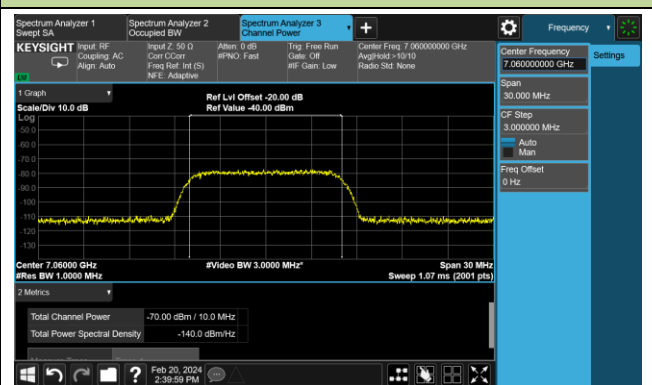 Spectrum Analyzer 1
Swept SA
Spectrum Analyzer 2
Occupied BW
Spectrum Analyzer 3
Channel Power
Frequency
KEYSIGHT
Input: RF
Coupling: AC
Align: Auto
Input Z: 50 Ω
Corr CCorr
Freq Ref: Int (S)
NFE: Adaptive
Atten: 0 dB
#PNO: Fast
Trig: Free Run
Gate: Off
#IF Gain: Low
Center Freq: 7.060000000 GHz
Avg|Hold:>10/10
Radio Std: None
Center Frequency
7.060000000 GHz
Settings
Span
30.000 MHz
CF Step
3.000000 MHz
Auto
Man
Freq Offset
0 Hz
1 Graph
Scale/Div 10.0 dB
Ref Lvl Offset -20.00 dB
Ref Value -40.00 dBm
Log
-50.0
-60.0
-70.0
-80.0
-90.0
-100
-110
-120
-130
Center 7.06000 GHz
#Video BW 3.0000 MHz*
Span 30 MHz
#Res BW 1.0000 MHz
Sweep 1.07 ms (2001 pts)
2 Metrics
Total Channel Power
-70.00 dBm / 10.0 MHz
Total Power Spectral Density
-140.0 dBm/Hz
Feb 20, 2024
2:39:59 PM